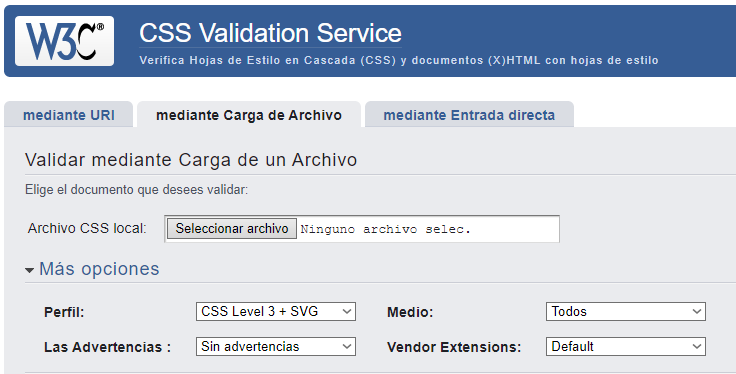 W3C® CSS Validation Service
Verifica Hojas de Estilo en Cascada (CSS) y documentos (X)HTML con hojas de estilo
mediante URI mediante Carga de Archivo mediante Entrada directa
Validar mediante Carga de un Archivo
Elige el documento que desees validar:
Archivo CSS local: Seleccionar archivo Ninguno archivo selec.
Más opciones
Perfil: CSS Level 3 + SVG Medio: Todos
Las Advertencias : Sin advertencias Vendor Extensions: Default